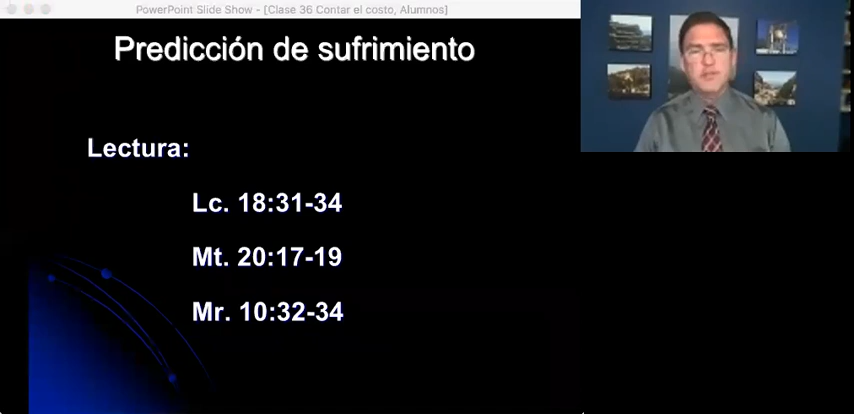 PowerPoint Slide Show - [Clase 36 Contar el costo, Alumnos]
Predicción de sufrimiento
Lectura:
Lc. 18:31-34
Mt. 20:17-19
Mr. 10:32-34